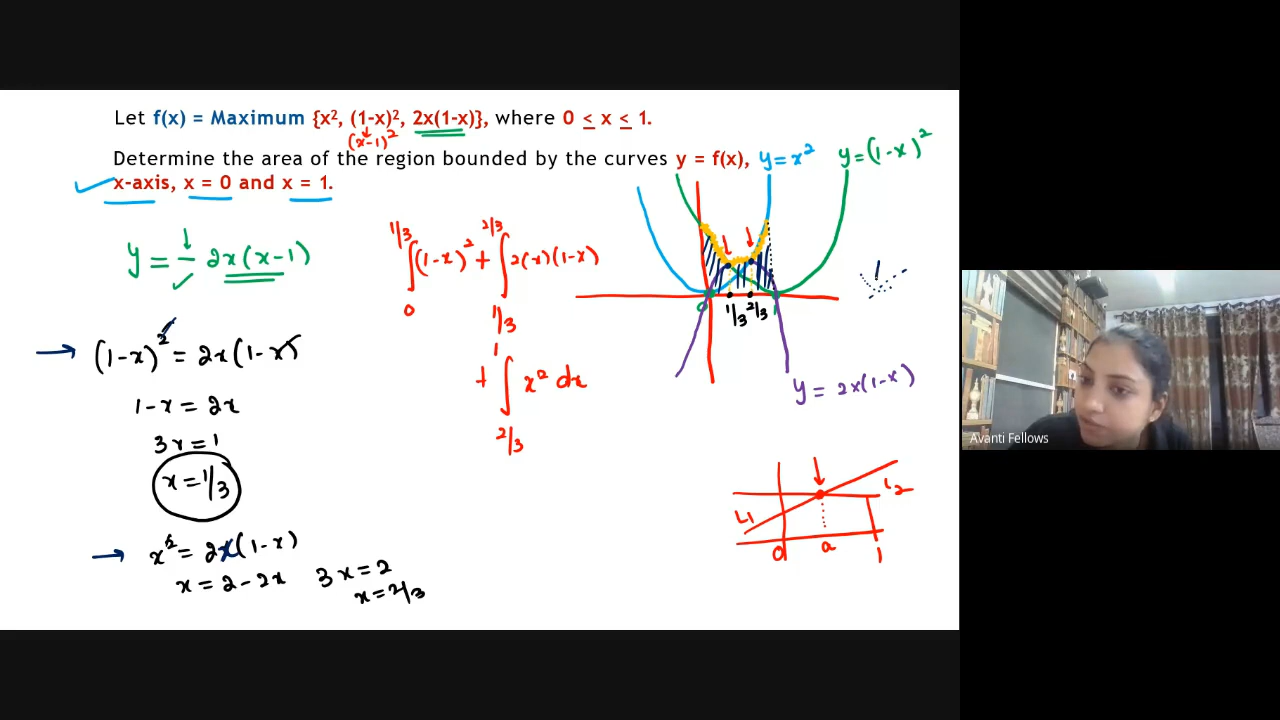 Let f(x) = Maximum {x², (1-x)², 2x(1-x)}, where 0 ≤ x ≤ 1.
(x-1)²
Determine the area of the region bounded by the curves y = f(x),
x-axis, x = 0 and x = 1.
y = x²
y = (1-x)²
y = - 2x(x-1)
∫₀^1/3 (1-x)² + ∫_1/3^2/3 2(x)(1-x)
+ ∫_2/3^1 x² dx
0 1/3 2/3 1
y = 2x(1-x)
(1-x)² = 2x(1-x)
1-x = 2x
3x = 1
x = 1/3
x² = 2x(1-x)
x = 2-2x
3x = 2
x = 2/3
L1
L2
0 a 1
Avanti Fellows